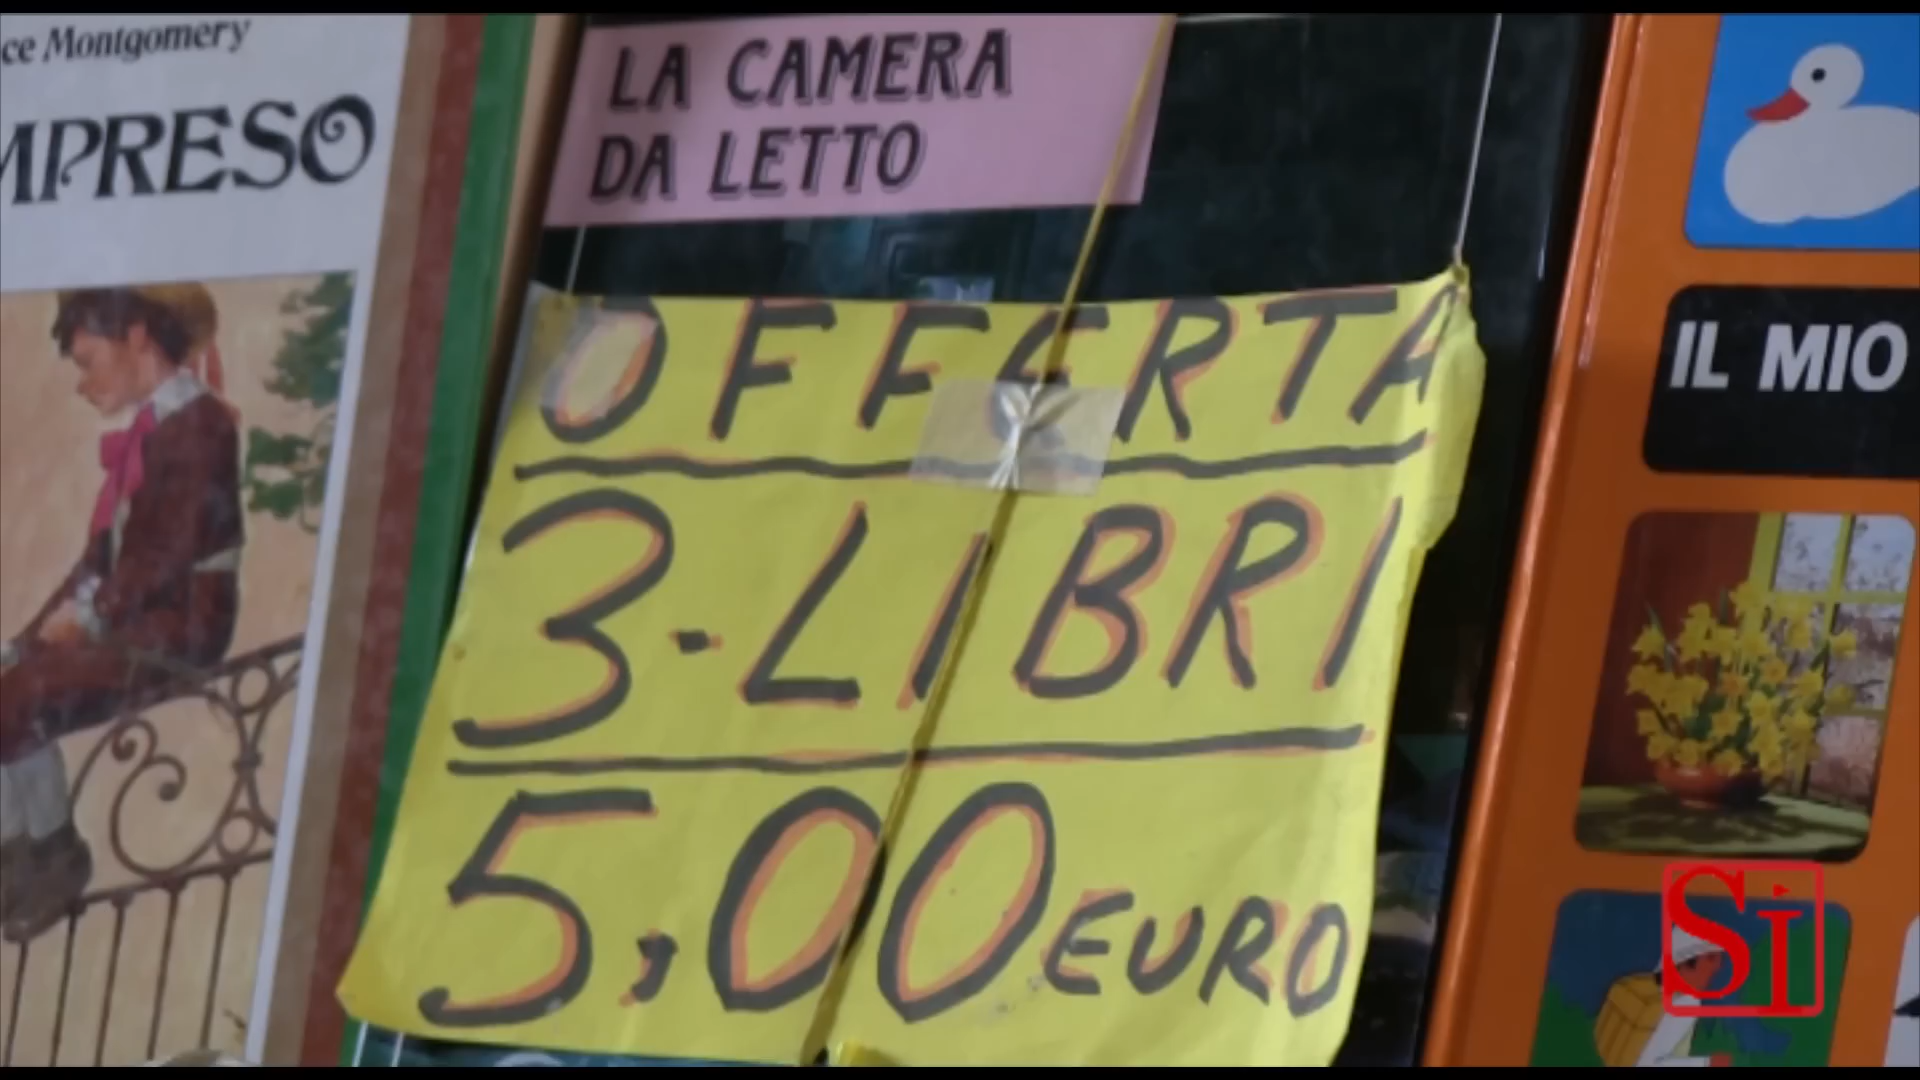 ce Montgomery
MPRESO
LA CAMERA
DA LETTO
OFFERTA
3-LIBRI
5,00 EURO
IL MIO
Si